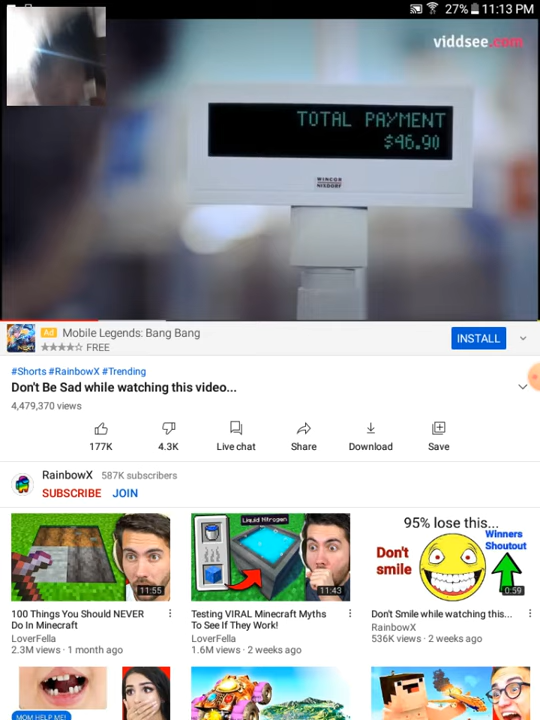 27% 11:13 PM
viddsee.com
TOTAL PAYMENT
$46.90
WINCOR
NIXDORF
Ad Mobile Legends: Bang Bang
FREE
INSTALL
#Shorts #RainbowX #Trending
Don't Be Sad while watching this video...
4,479,370 views
177K
4.3K
Live chat
Share
Download
Save
RainbowX 587K subscribers
SUBSCRIBE JOIN
11:55
100 Things You Should NEVER
Do In Minecraft
LoverFella
2.3M views · 1 month ago
Liquid Nitrogen
11:43
Testing VIRAL Minecraft Myths
To See If They Work!
LoverFella
1.6M views · 2 weeks ago
95% lose this...
Don't
smile
Winners
Shoutout
0:59
Don't Smile while watching this...
RainbowX
536K views · 2 weeks ago
MOM HELP ME!